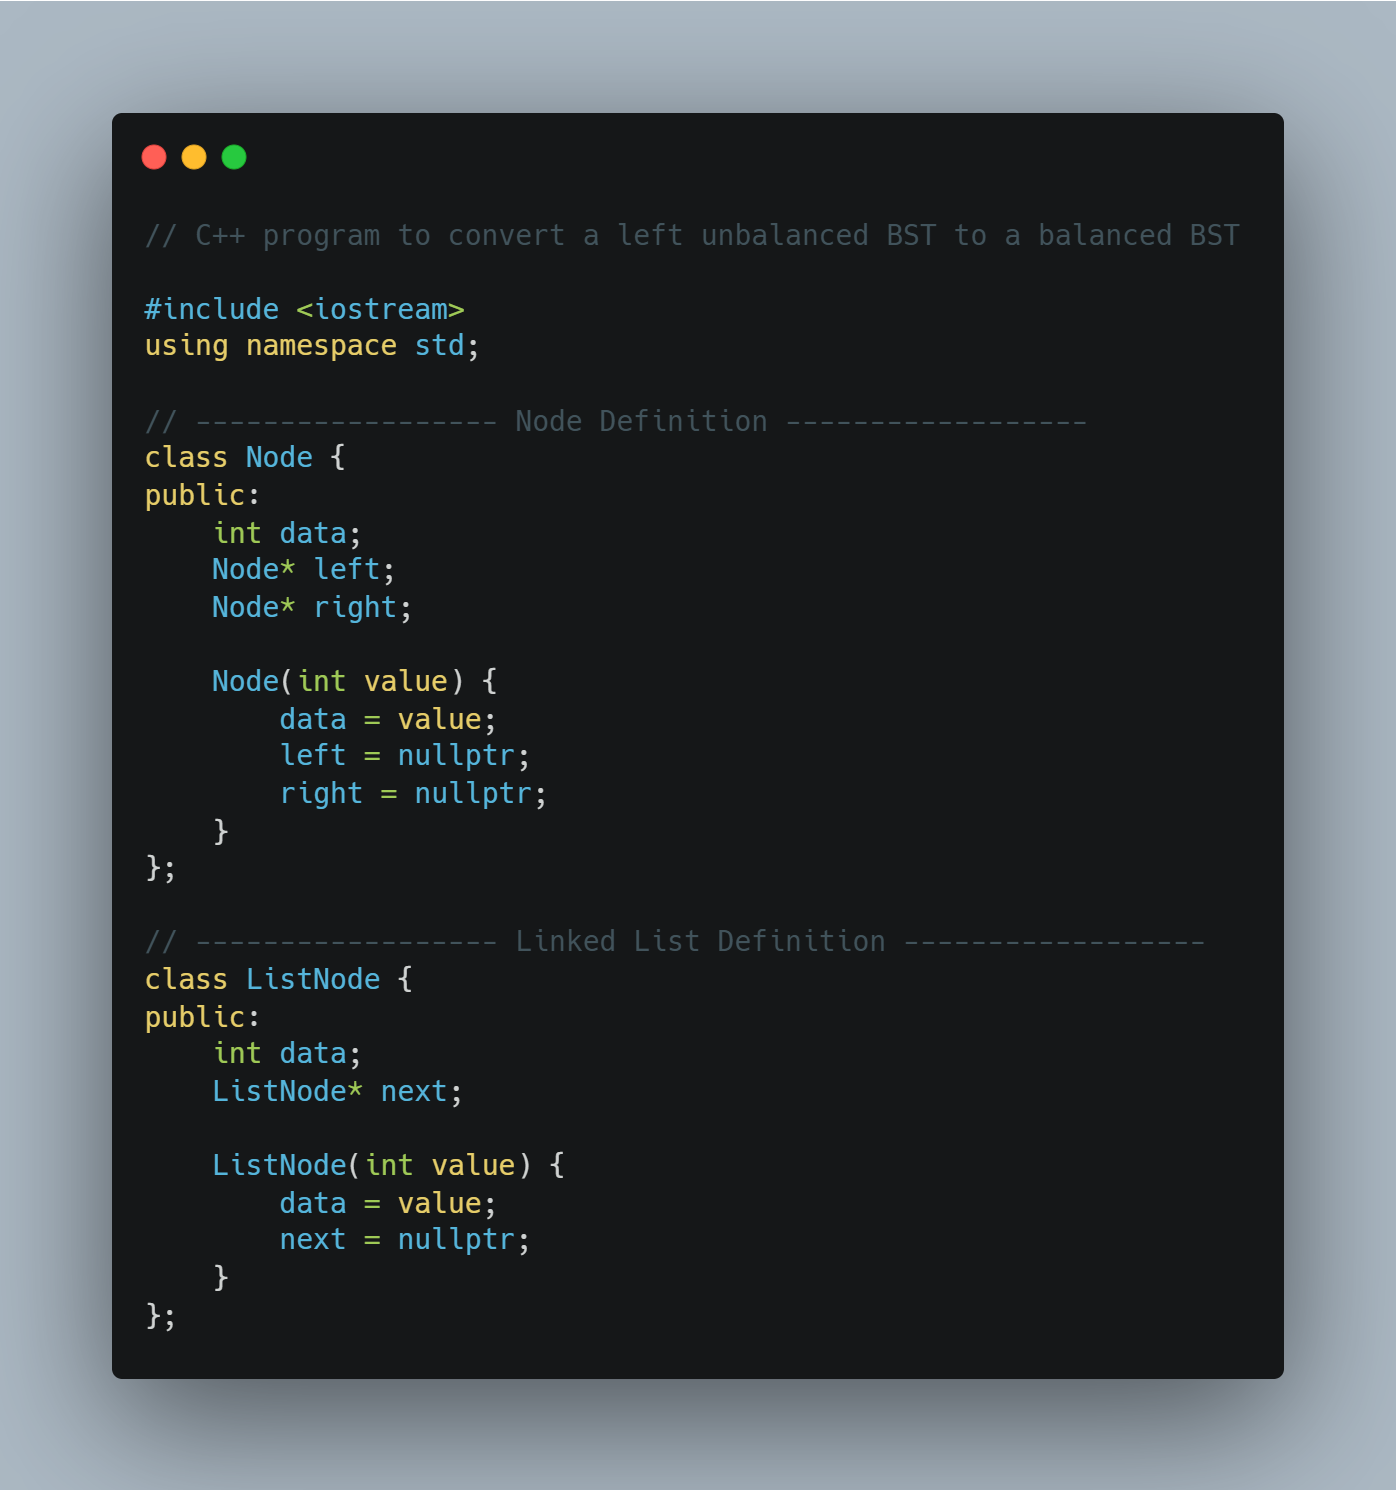 // C++ program to convert a left unbalanced BST to a balanced BST
#include <iostream>
using namespace std;
// ------------------ Node Definition ------------------
class Node {
public:
    int data;
    Node* left;
    Node* right;
    Node(int value) {
        data = value;
        left = nullptr;
        right = nullptr;
    }
};
// ------------------ Linked List Definition ------------------
class ListNode {
public:
    int data;
    ListNode* next;
    ListNode(int value) {
        data = value;
        next = nullptr;
    }
};